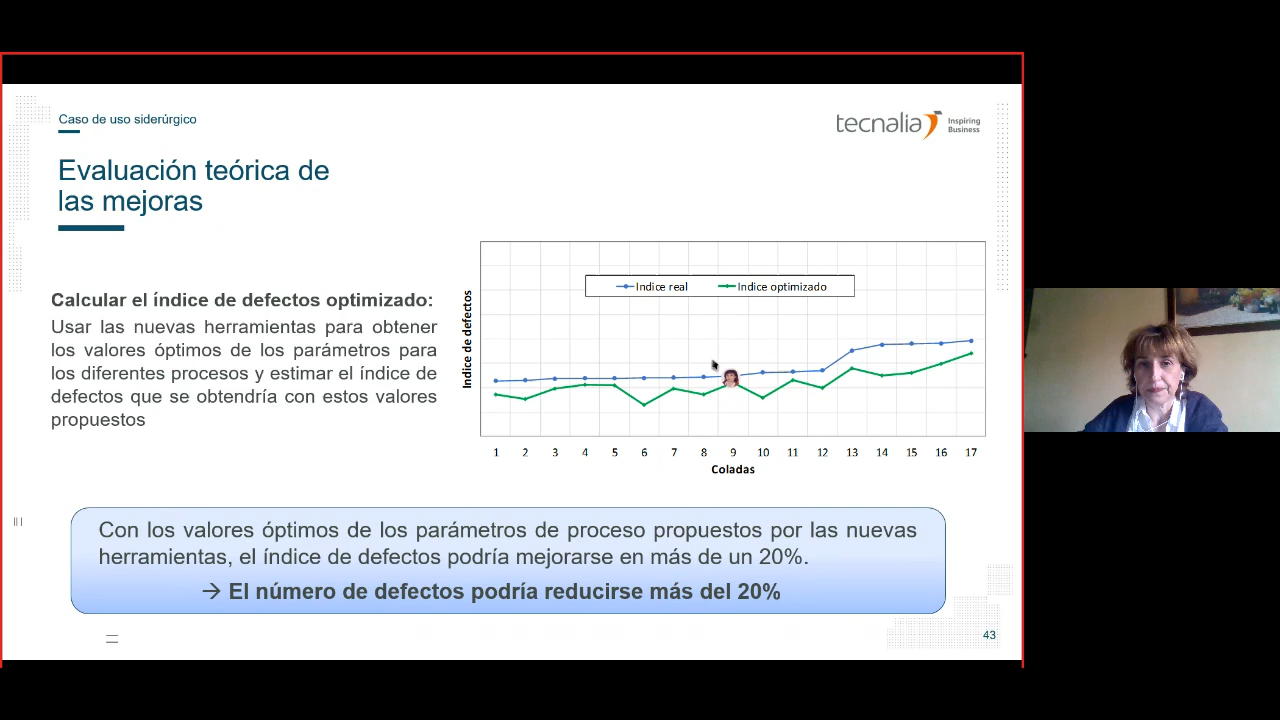 Caso de uso siderúrgico
tecnalia
Inspiring
Business
Evaluación teórica de
las mejoras
Calcular el índice de defectos optimizado:
Usar las nuevas herramientas para obtener
los valores óptimos de los parámetros para
los diferentes procesos y estimar el índice de
defectos que se obtendría con estos valores
propuestos
Indice de defectos
Indice real
Indice optimizado
1 2 3 4 5 6 7 8 9 10 11 12 13 14 15 16 17
Coladas
Con los valores óptimos de los parámetros de proceso propuestos por las nuevas
herramientas, el índice de defectos podría mejorarse en más de un 20%.
→ El número de defectos podría reducirse más del 20%
43